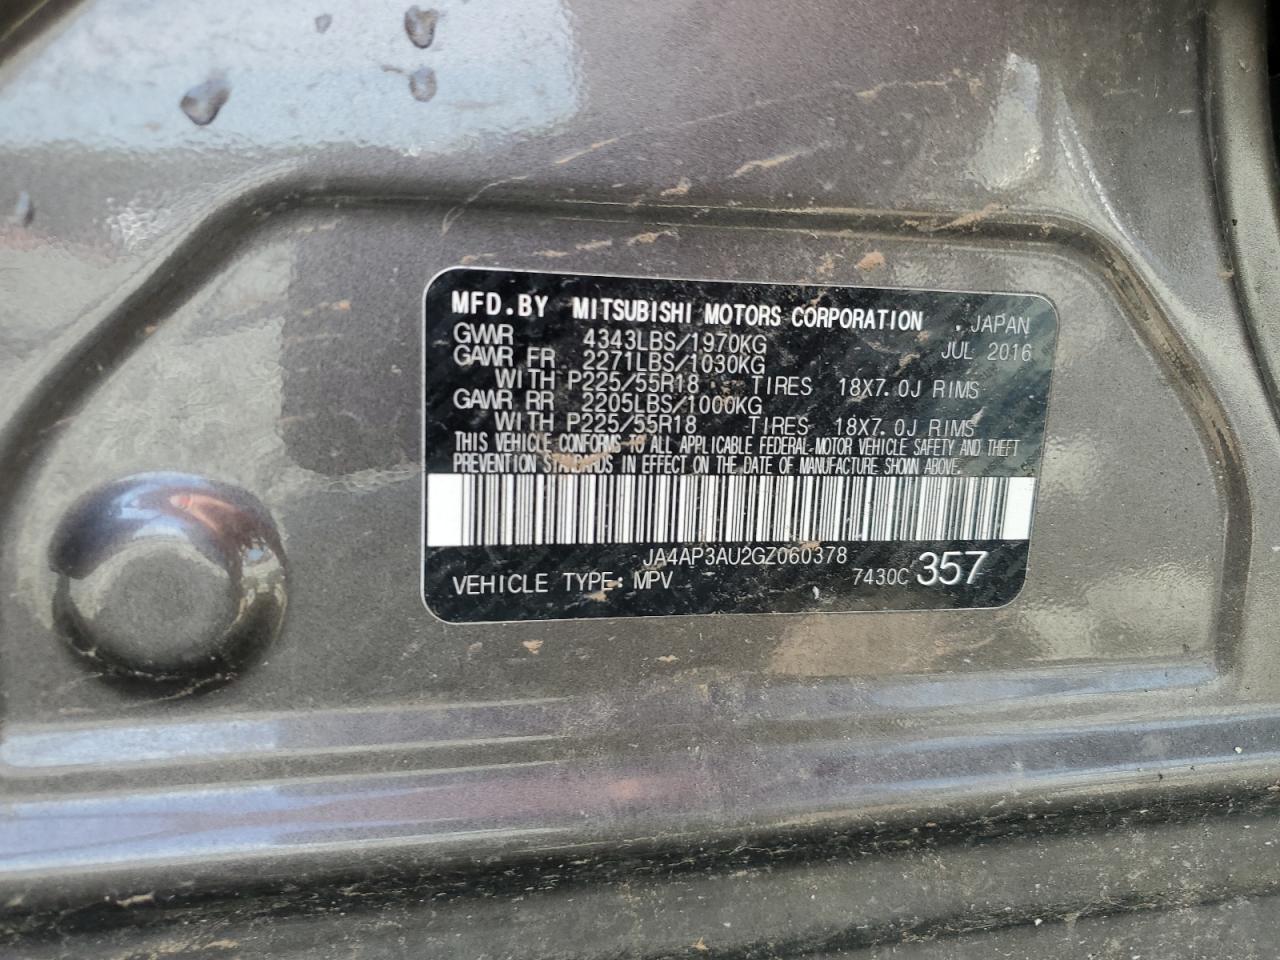 MFD.BY MITSUBISHI MOTORS CORPORATION . JAPAN
GVWR 4343LBS/1970KG JUL 2016
GAWR FR 2271LBS/1030KG
WITH P225/55R18 TIRES 18X7.0J RIMS
GAWR RR 2205LBS/1000KG
WITH P225/55R18 TIRES 18X7.0J RIMS
THIS VEHICLE CONFORMS TO ALL APPLICABLE FEDERAL-MOTOR VEHICLE SAFETY AND THEFT
PREVENTION STANDARDS IN EFFECT ON THE DATE OF MANUFACTURE SHOWN ABOVE.
JA4AP3AU2GZ060378
VEHICLE TYPE: MPV 7430C 357